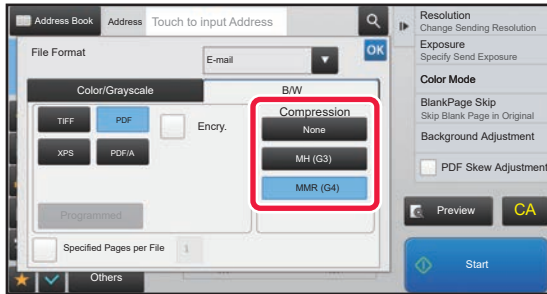 Address Book
Address
Touch to input Address
File Format
E-mail
OK
Color/Grayscale
B/W
TIFF
PDF
Encry.
XPS
PDF/A
Programmed
Compression
None
MH (G3)
MMR (G4)
Specified Pages per File
1
Others
Resolution
Change Sending Resolution
Exposure
Specify Send Exposure
Color Mode
BlankPage Skip
Skip Blank Page in Original
Background Adjustment
PDF Skew Adjustment
Preview
CA
Start